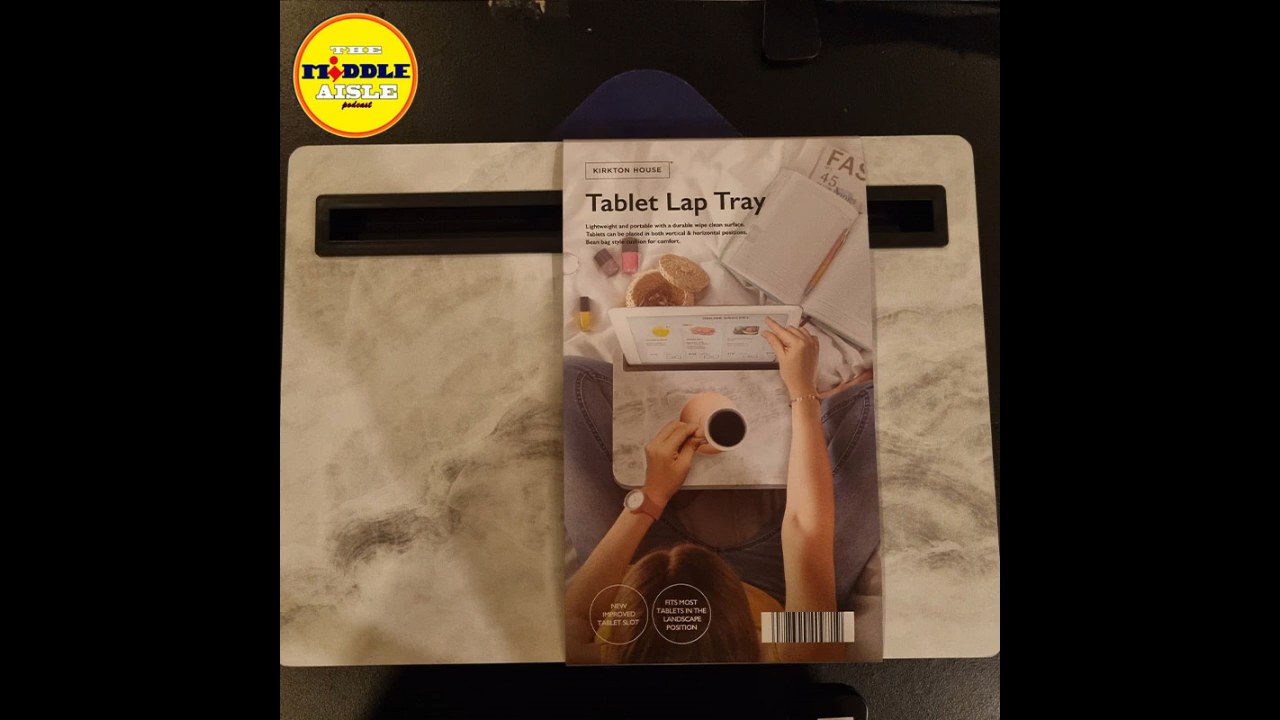 THE
MiDDLE
AISLE
podcast
KIRKTON HOUSE
Tablet Lap Tray
Lightweight and portable with a durable wipe clean surface.
Tablets can be placed in both vertical & horizontal positions.
Bean bag style cushion for comfort.
FAS
45
NEW
IMPROVED
TABLET SLOT
FITS MOST
TABLETS IN THE
LANDSCAPE
POSITION